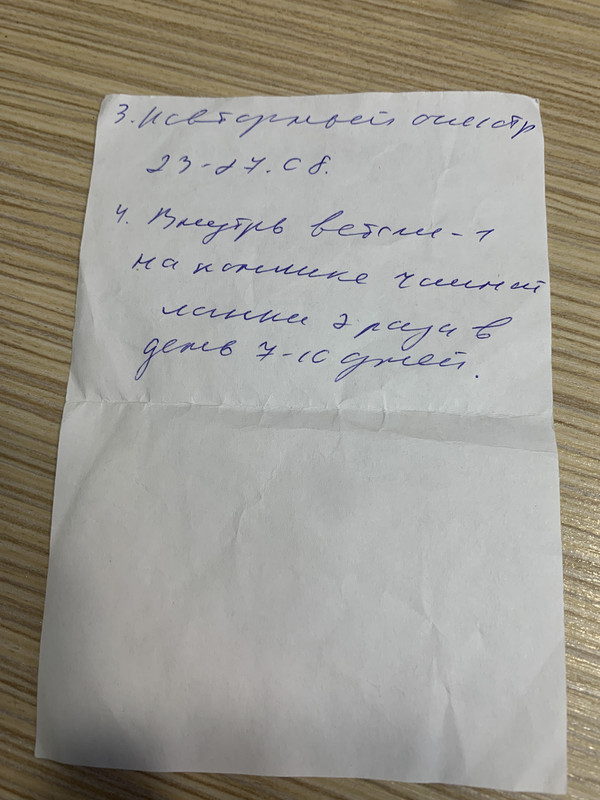 3. Повторный осмотр
23-27.08.
4. Внутрь ветом-1
на кончике чайной
ложки 2 раза в
день 7-10 дней.